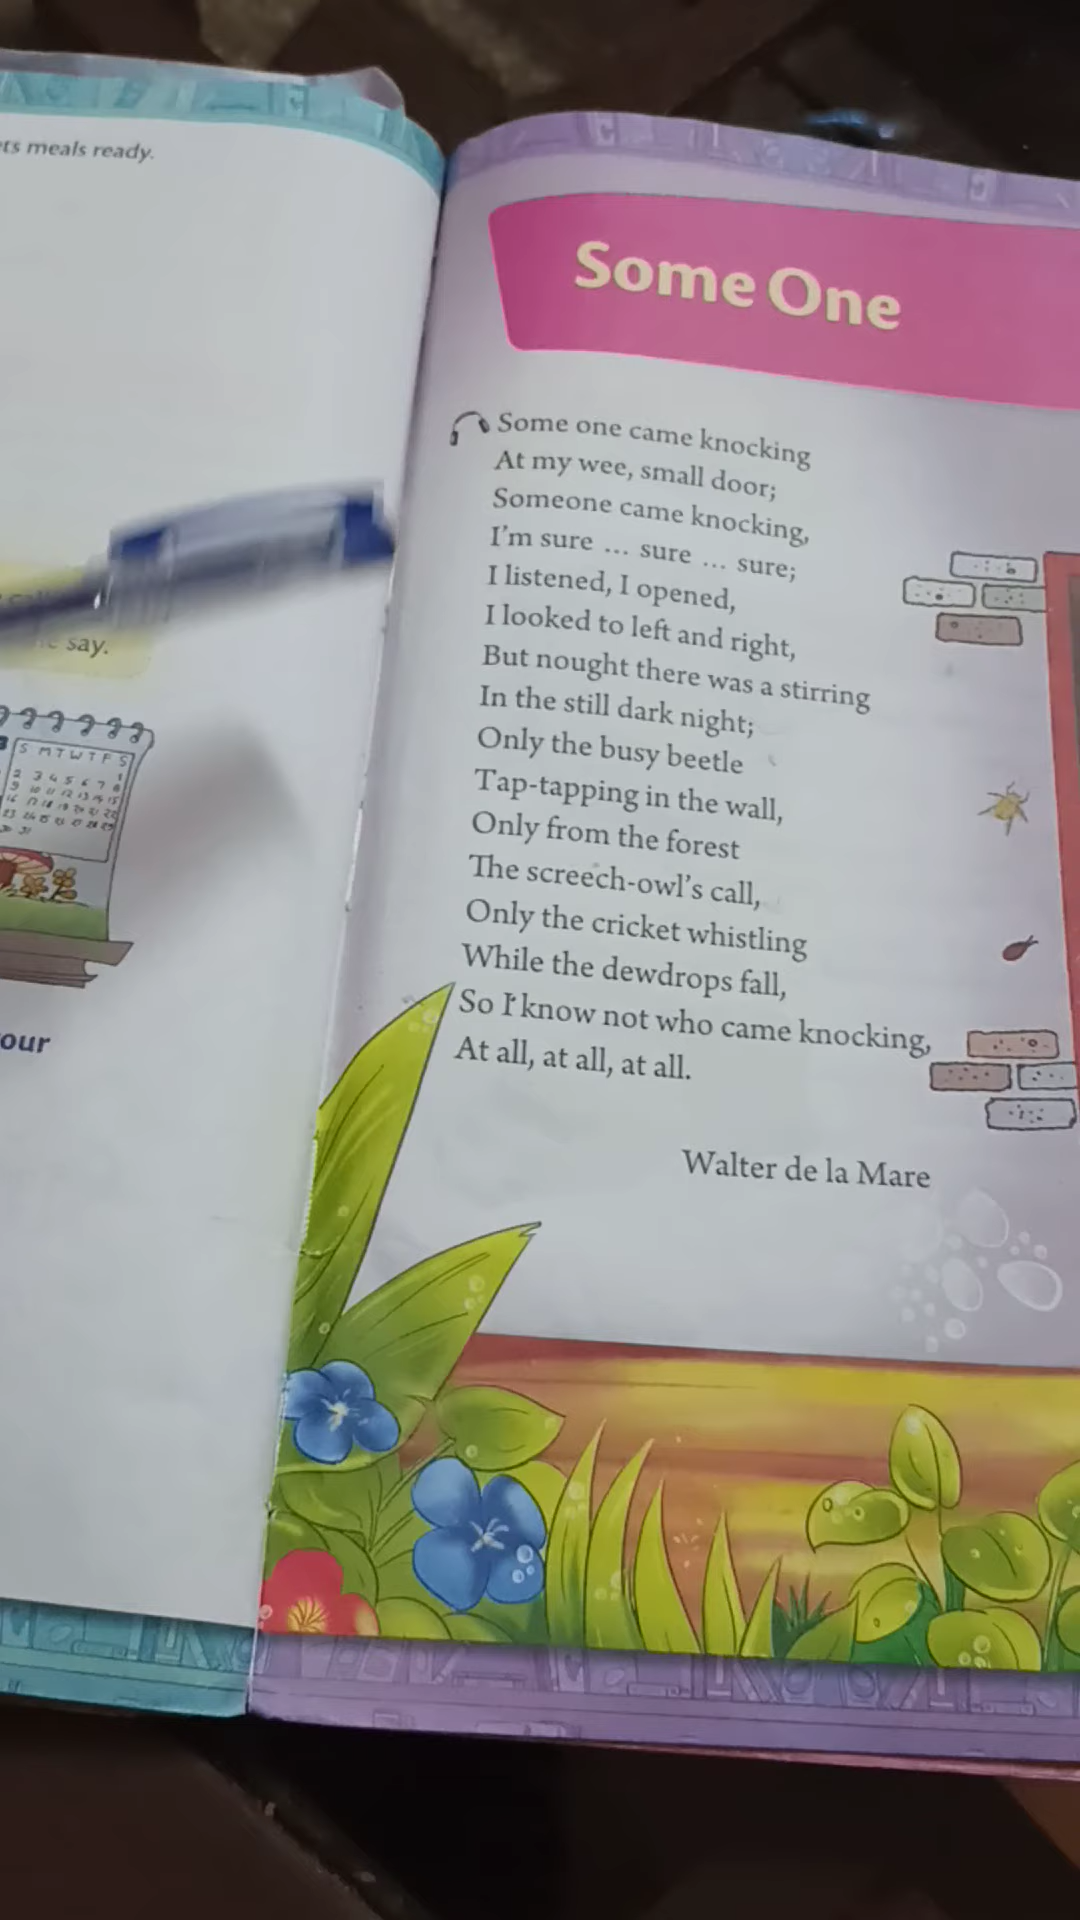 ets meals ready.
say.
S M T W T F S
our
Some One
Some one came knocking
At my wee, small door;
Someone came knocking,
I'm sure ... sure ... sure;
I listened, I opened,
I looked to left and right,
But nought there was a stirring
In the still dark night;
Only the busy beetle
Tap-tapping in the wall,
Only from the forest
The screech-owl's call,
Only the cricket whistling
While the dewdrops fall,
So I know not who came knocking,
At all, at all, at all.
Walter de la Mare